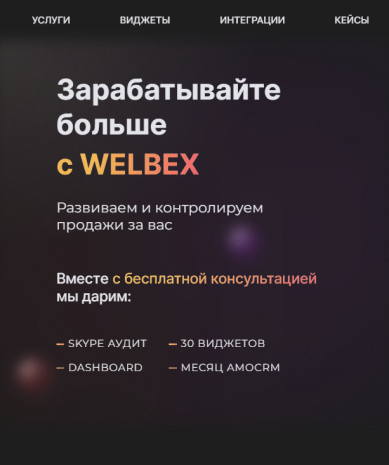 УСЛУГИ ВИДЖЕТЫ ИНТЕГРАЦИИ КЕЙСЫ
Зарабатывайте
больше
с WELBEX
Развиваем и контролируем
продажи за вас
Вместе с бесплатной консультацией
мы дарим:
– SKYPE АУДИТ – 30 ВИДЖЕТОВ
– DASHBOARD – МЕСЯЦ AMOCRM